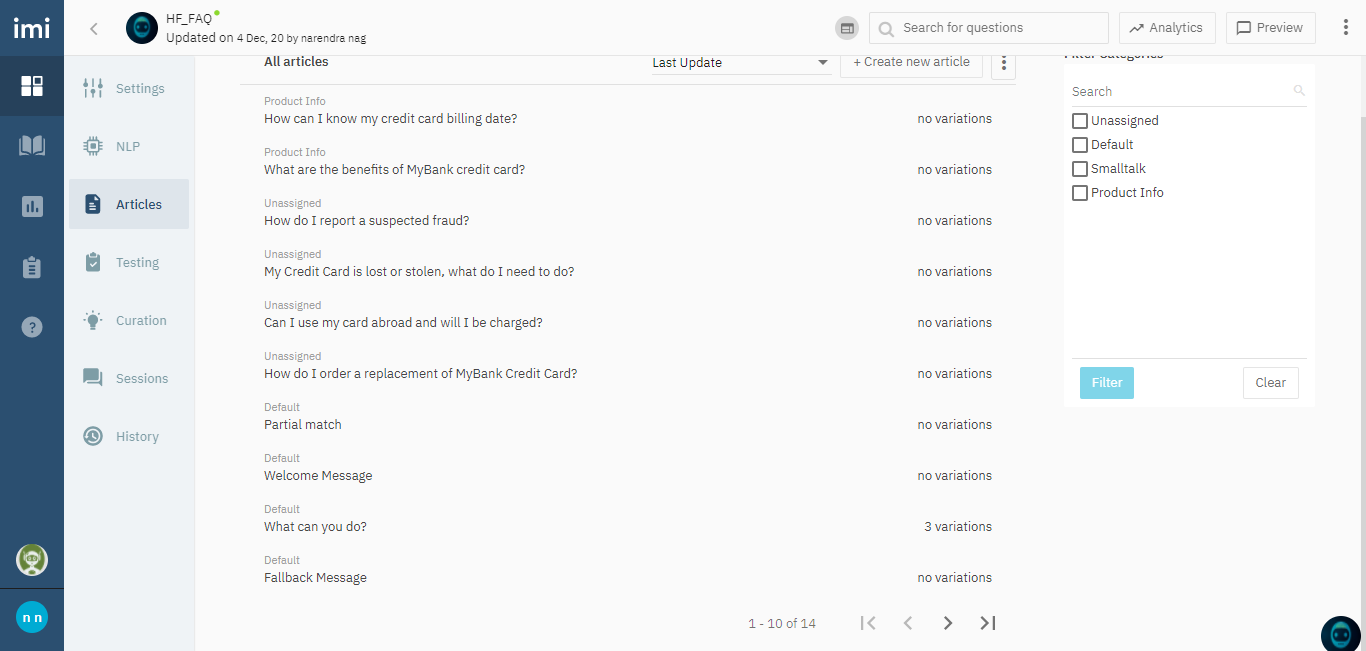 imi
HF_FAQ
Updated on 4 Dec, 20 by narendra nag
Search for questions
Analytics
Preview
Settings
NLP
Articles
Testing
Curation
Sessions
History
?
n n
All articles
Last Update
+ Create new article
Product Info
How can I know my credit card billing date?
no variations
Product Info
What are the benefits of MyBank credit card?
no variations
Unassigned
How do I report a suspected fraud?
no variations
Unassigned
My Credit Card is lost or stolen, what do I need to do?
no variations
Unassigned
Can I use my card abroad and will I be charged?
no variations
Unassigned
How do I order a replacement of MyBank Credit Card?
no variations
Default
Partial match
no variations
Default
Welcome Message
no variations
Default
What can you do?
3 variations
Default
Fallback Message
no variations
1 - 10 of 14
Filter Categories
Search
Unassigned
Default
Smalltalk
Product Info
Filter
Clear